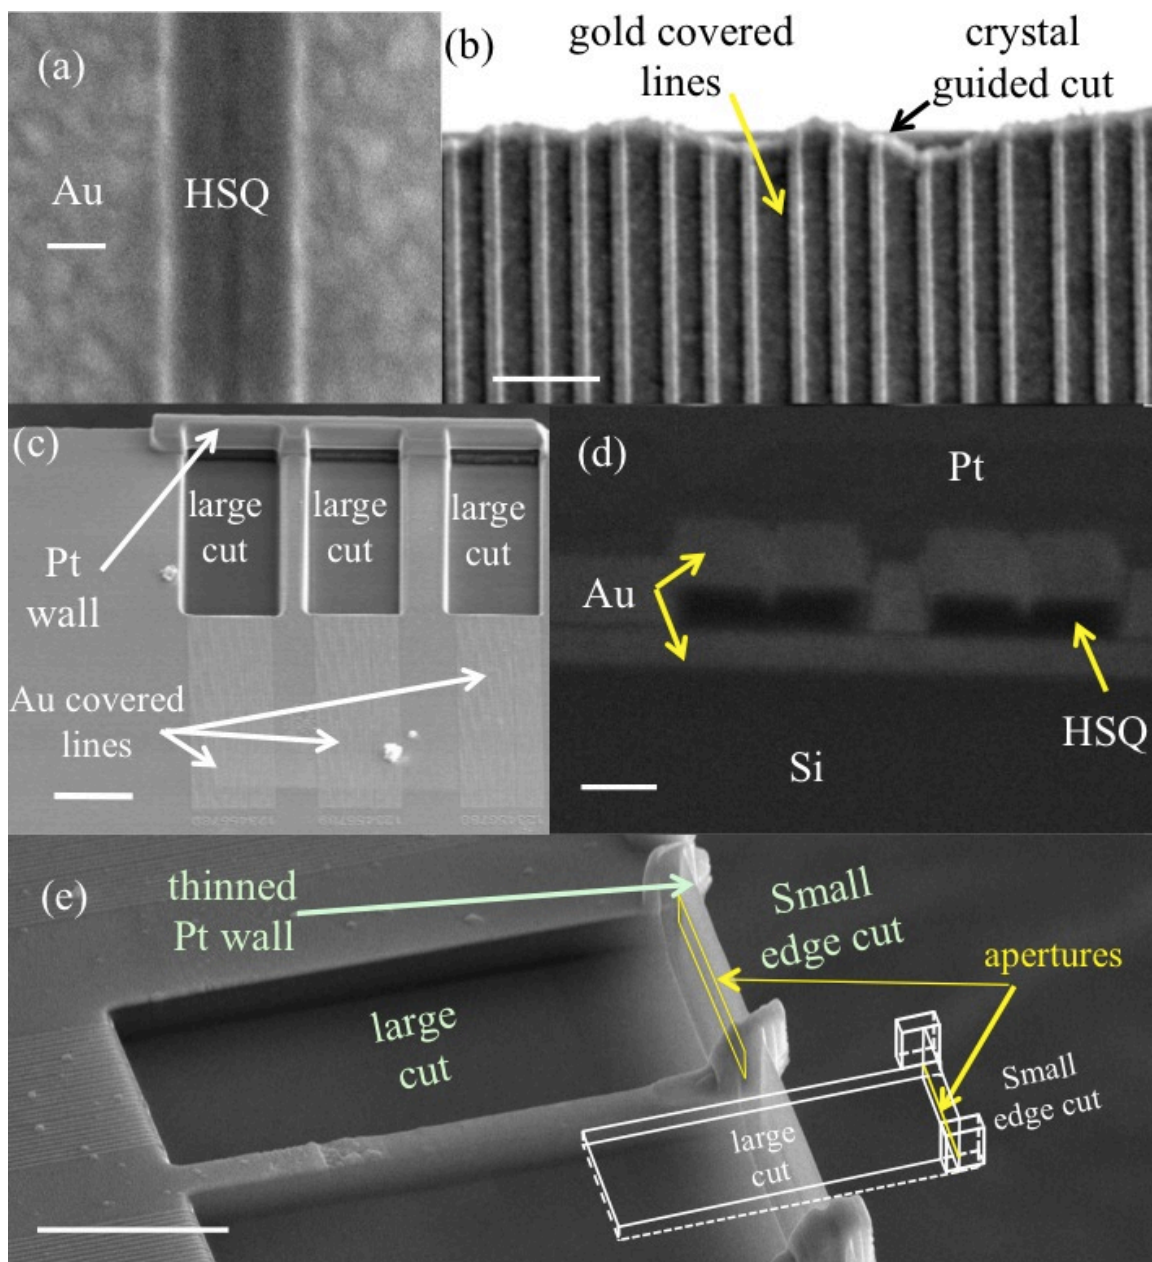 (a)
Au
HSQ
(b)
gold covered
lines
crystal
guided cut
(c)
large
cut
large
cut
large
cut
Pt
wall
Au covered
lines
(d)
Pt
Au
HSQ
Si
(e)
thinned
Pt wall
Small
edge cut
apertures
large
cut
Small
edge cut
large
cut